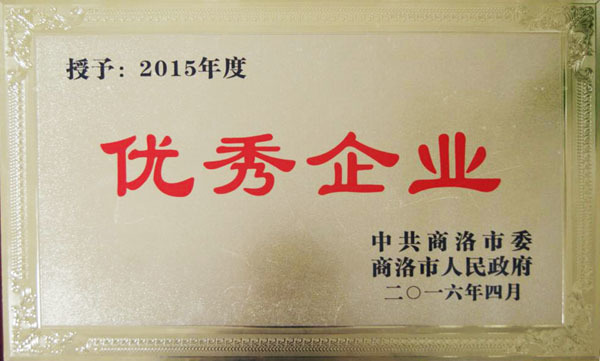 授予：2015年度
优秀企业
中共商洛市委
商洛市人民政府
二〇一六年四月